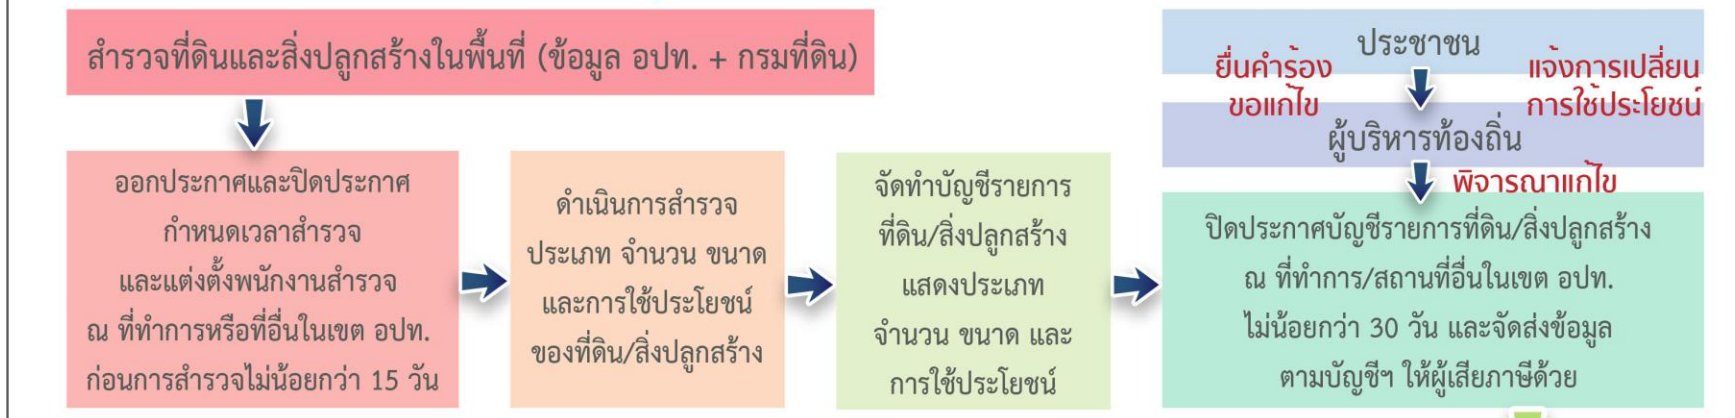 สำรวจที่ดินและสิ่งปลูกสร้างในพื้นที่ (ข้อมูล อปท. + กรมที่ดิน)
ออกประกาศและปิดประกาศ
กำหนดเวลาสำรวจ
และแต่งตั้งพนักงานสำรวจ
ณ ที่ทำการหรือที่อื่นในเขต อปท.
ก่อนการสำรวจไม่น้อยกว่า 15 วัน
ดำเนินการสำรวจ
ประเภท จำนวน ขนาด
และการใช้ประโยชน์
ของที่ดิน/สิ่งปลูกสร้าง
จัดทำบัญชีรายการ
ที่ดิน/สิ่งปลูกสร้าง
แสดงประเภท
จำนวน ขนาด และ
การใช้ประโยชน์
ประชาชน
ยื่นคำร้อง
ขอแก้ไข
แจ้งการเปลี่ยน
การใช้ประโยชน์
ผู้บริหารท้องถิ่น
พิจารณาแก้ไข
ปิดประกาศบัญชีรายการที่ดิน/สิ่งปลูกสร้าง
ณ ที่ทำการ/สถานที่อื่นในเขต อปท.
ไม่น้อยกว่า 30 วัน และจัดส่งข้อมูล
ตามบัญชีฯ ให้ผู้เสียภาษีด้วย